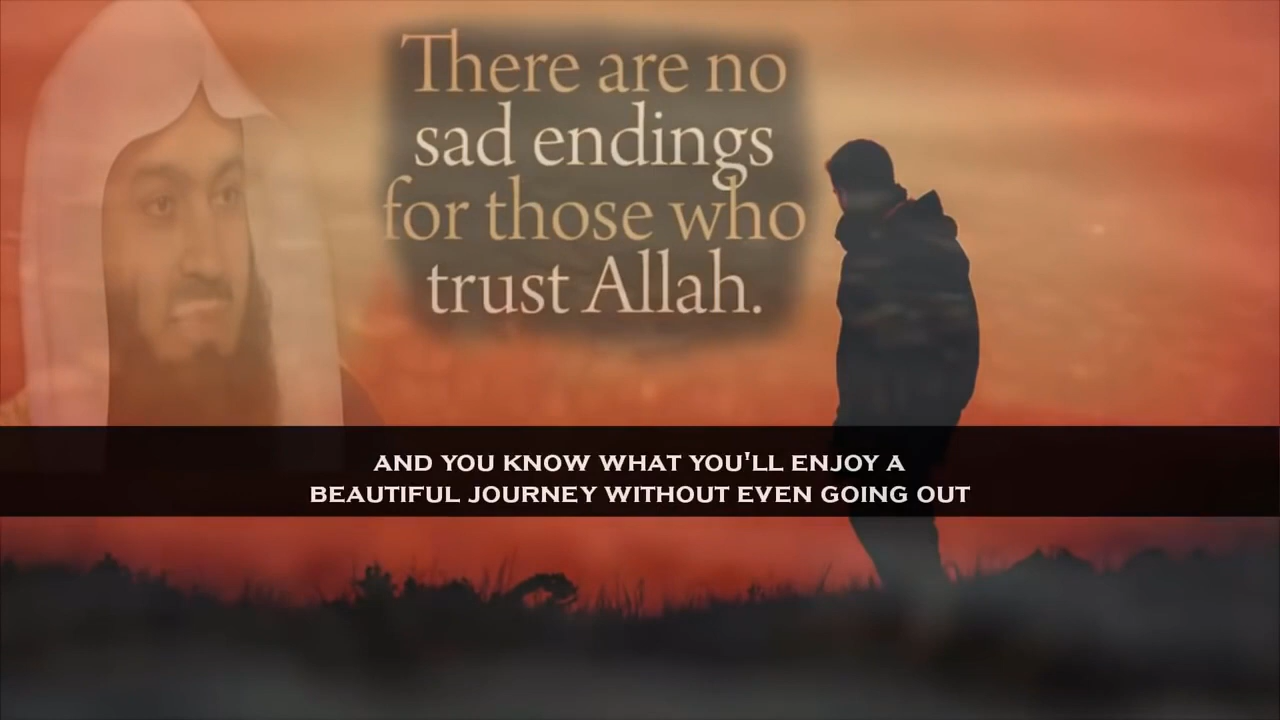 There are no
sad endings
for those who
trust Allah.
AND YOU KNOW WHAT YOU'LL ENJOY A
BEAUTIFUL JOURNEY WITHOUT EVEN GOING OUT